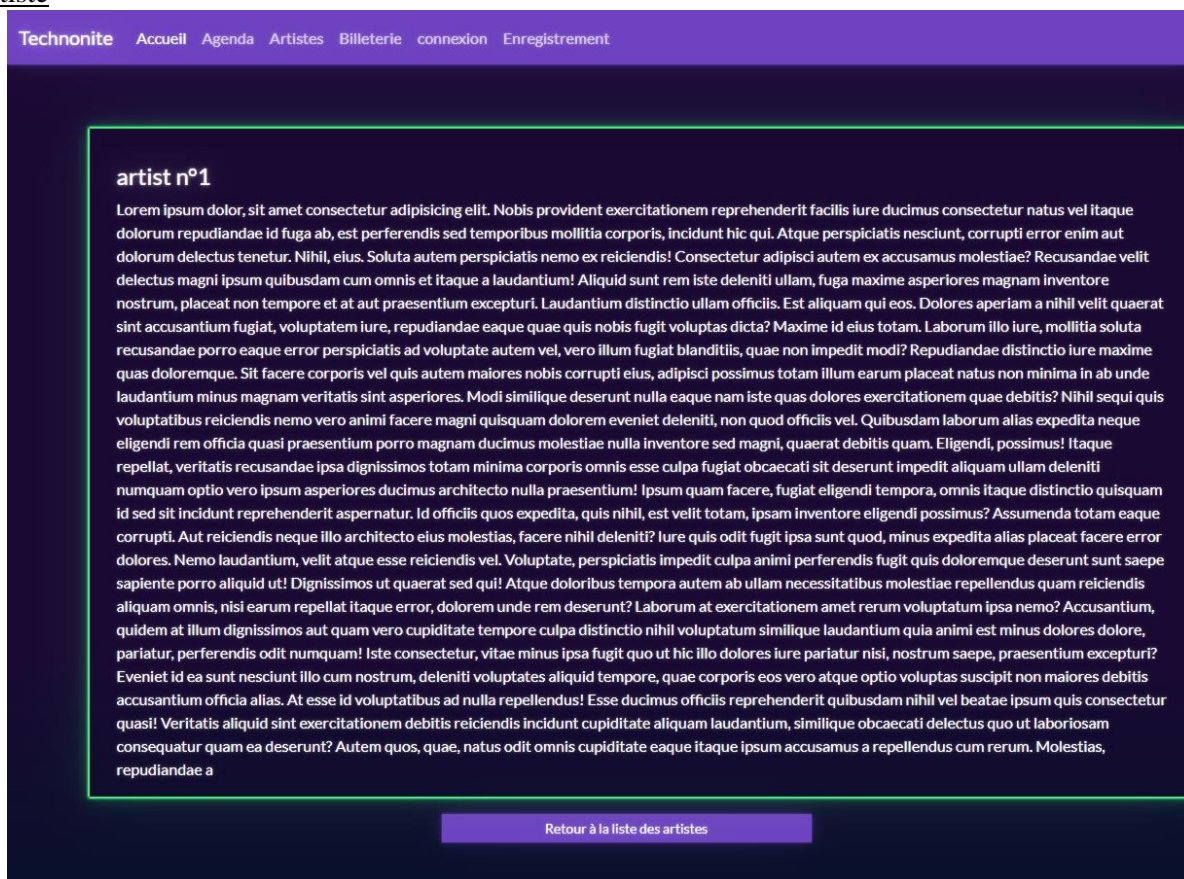 Technonite Accueil Agenda Artistes Billeterie connexion Enregistrement
artist n°1
Lorem ipsum dolor, sit amet consectetur adipisicing elit. Nobis provident exercitationem reprehenderit facilis iure ducimus consectetur natus vel itaque
dolorum repudiandae id fuga ab, est perferendis sed temporibus mollitia corporis, incidunt hic qui. Atque perspiciatis nesciunt, corrupti error enim aut
dolorum delectus tenetur. Nihil, eius. Soluta autem perspiciatis nemo ex reiciendis! Consectetur adipisci autem ex accusamus molestiae? Recusandae velit
delectus magni ipsum quibusdam cum omnis et itaque a laudantium! Aliquid sunt rem iste deleniti ullam, fuga maxime asperiores magnam inventore
nostrum, placeat non tempore et at aut praesentium excepturi. Laudantium distinctio ullam officiis. Est aliquam qui eos. Dolores aperiam a nihil velit quaerat
sint accusantium fugiat, voluptatem iure, repudiandae eaque quae quis nobis fugit voluptas dicta? Maxime id eius totam. Laborum illo iure, mollitia soluta
recusandae porro eaque error perspiciatis ad voluptate autem vel, vero illum fugiat blanditiis, quae non impedit modi? Repudiandae distinctio iure maxime
quas doloremque. Sit facere corporis vel quis autem maiores nobis corrupti eius, adipisci possimus totam illum earum placeat natus non minima in ab unde
laudantium minus magnam veritatis sint asperiores. Modi similique deserunt nulla eaque nam iste quas dolores exercitationem quae debitis? Nihil sequi quis
voluptatibus reiciendis nemo vero animi facere magni quisquam dolorem eveniet deleniti, non quod officiis vel. Quibusdam laborum alias expedita neque
eligendi rem officia quasi praesentium porro magnam ducimus molestiae nulla inventore sed magni, quaerat debitis quam. Eligendi, possimus! Itaque
repellat, veritatis recusandae ipsa dignissimos totam minima corporis omnis esse culpa fugiat obcaecati sit deserunt impedit aliquam ullam deleniti
numquam optio vero ipsum asperiores ducimus architecto nulla praesentium! Ipsum quam facere, fugiat eligendi tempora, omnis itaque distinctio quisquam
id sed sit incidunt reprehenderit aspernatur. Id officiis quos expedita, quis nihil, est velit totam, ipsam inventore eligendi possimus? Assumenda totam eaque
corrupti. Aut reiciendis neque illo architecto eius molestias, facere nihil deleniti? Iure quis odit fugit ipsa sunt quod, minus expedita alias placeat facere error
dolores. Nemo laudantium, velit atque esse reiciendis vel. Voluptate, perspiciatis impedit culpa animi perferendis fugit quis doloremque deserunt sunt saepe
sapiente porro aliquid ut! Dignissimos ut quaerat sed qui! Atque doloribus tempora autem ab ullam necessitatibus molestiae repellendus quam reiciendis
aliquam omnis, nisi earum repellat itaque error, dolorem unde rem deserunt? Laborum at exercitationem amet rerum voluptatum ipsa nemo? Accusantium,
quidem at illum dignissimos aut quam vero cupiditate tempore culpa distinctio nihil voluptatum similique laudantium quia animi est minus dolores dolore,
pariatur, perferendis odit numquam! Iste consectetur, vitae minus ipsa fugit quo ut hic illo dolores iure pariatur nisi, nostrum saepe, praesentium excepturi?
Eveniet id ea sunt nesciunt illo cum nostrum, deleniti voluptates aliquid tempore, quae corporis eos vero atque optio voluptas suscipit non maiores debitis
accusantium officia alias. At esse id voluptatibus ad nulla repellendus! Esse ducimus officiis reprehenderit quibusdam nihil vel beatae ipsum quis consectetur
quasi! Veritatis aliquid sint exercitationem debitis reiciendis incidunt cupiditate aliquam laudantium, similique obcaecati delectus quo ut laboriosam
consequatur quam ea deserunt? Autem quos, quae, natus odit omnis cupiditate eaque itaque ipsum accusamus a repellendus cum rerum. Molestias,
repudiandae a
Retour à la liste des artistes